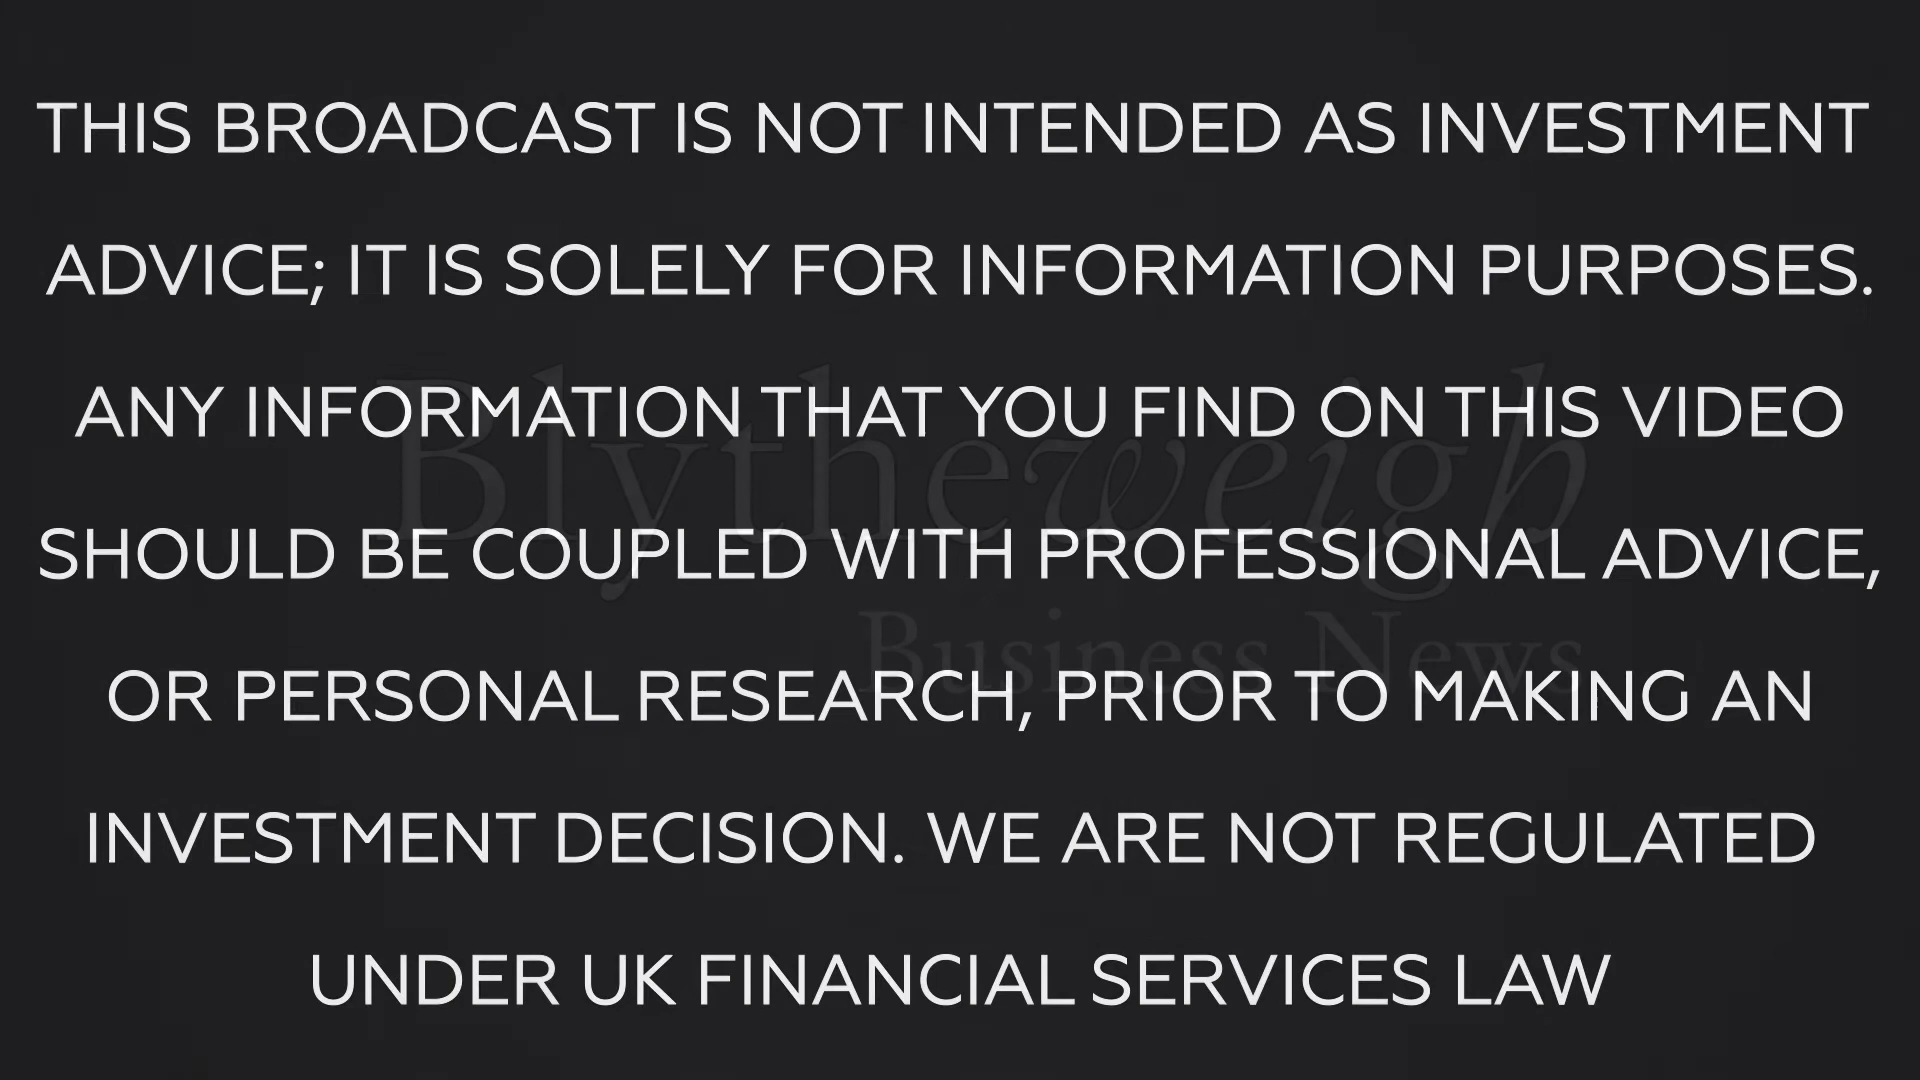 THIS BROADCAST IS NOT INTENDED AS INVESTMENT
ADVICE; IT IS SOLELY FOR INFORMATION PURPOSES.
ANY INFORMATION THAT YOU FIND ON THIS VIDEO
Blytheweigh
SHOULD BE COUPLED WITH PROFESSIONAL ADVICE,
Business News
OR PERSONAL RESEARCH, PRIOR TO MAKING AN
INVESTMENT DECISION. WE ARE NOT REGULATED
UNDER UK FINANCIAL SERVICES LAW